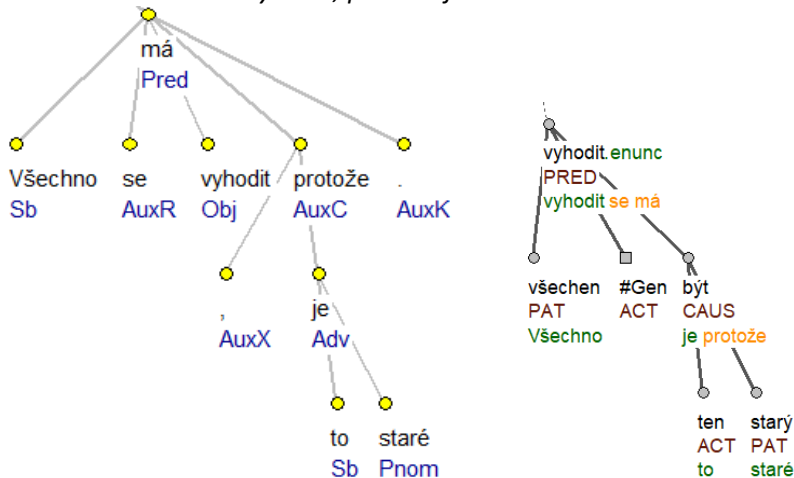 má
Pred
Všechno se vyhodit protože .
Sb AuxR Obj AuxC AuxK
, je
AuxX Adv
to staré
Sb Pnom
vyhodit.enunc
PRED
vyhodit se má
všechen #Gen být
PAT ACT CAUS
Všechno je protože
ten starý
ACT PAT
to staré